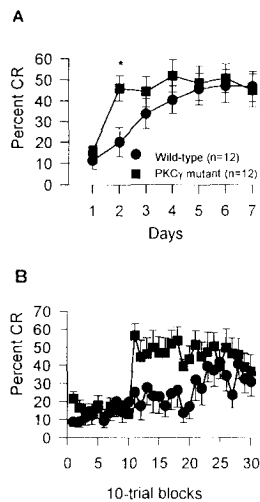 A
Percent CR
60
50
40
30
20
10
0
*
Wild-type (n=12)
PKCγ mutant (n=12)
1 2 3 4 5 6 7
Days
B
Percent CR
70
60
50
40
30
20
10
0
0 5 10 15 20 25 30
10-trial blocks